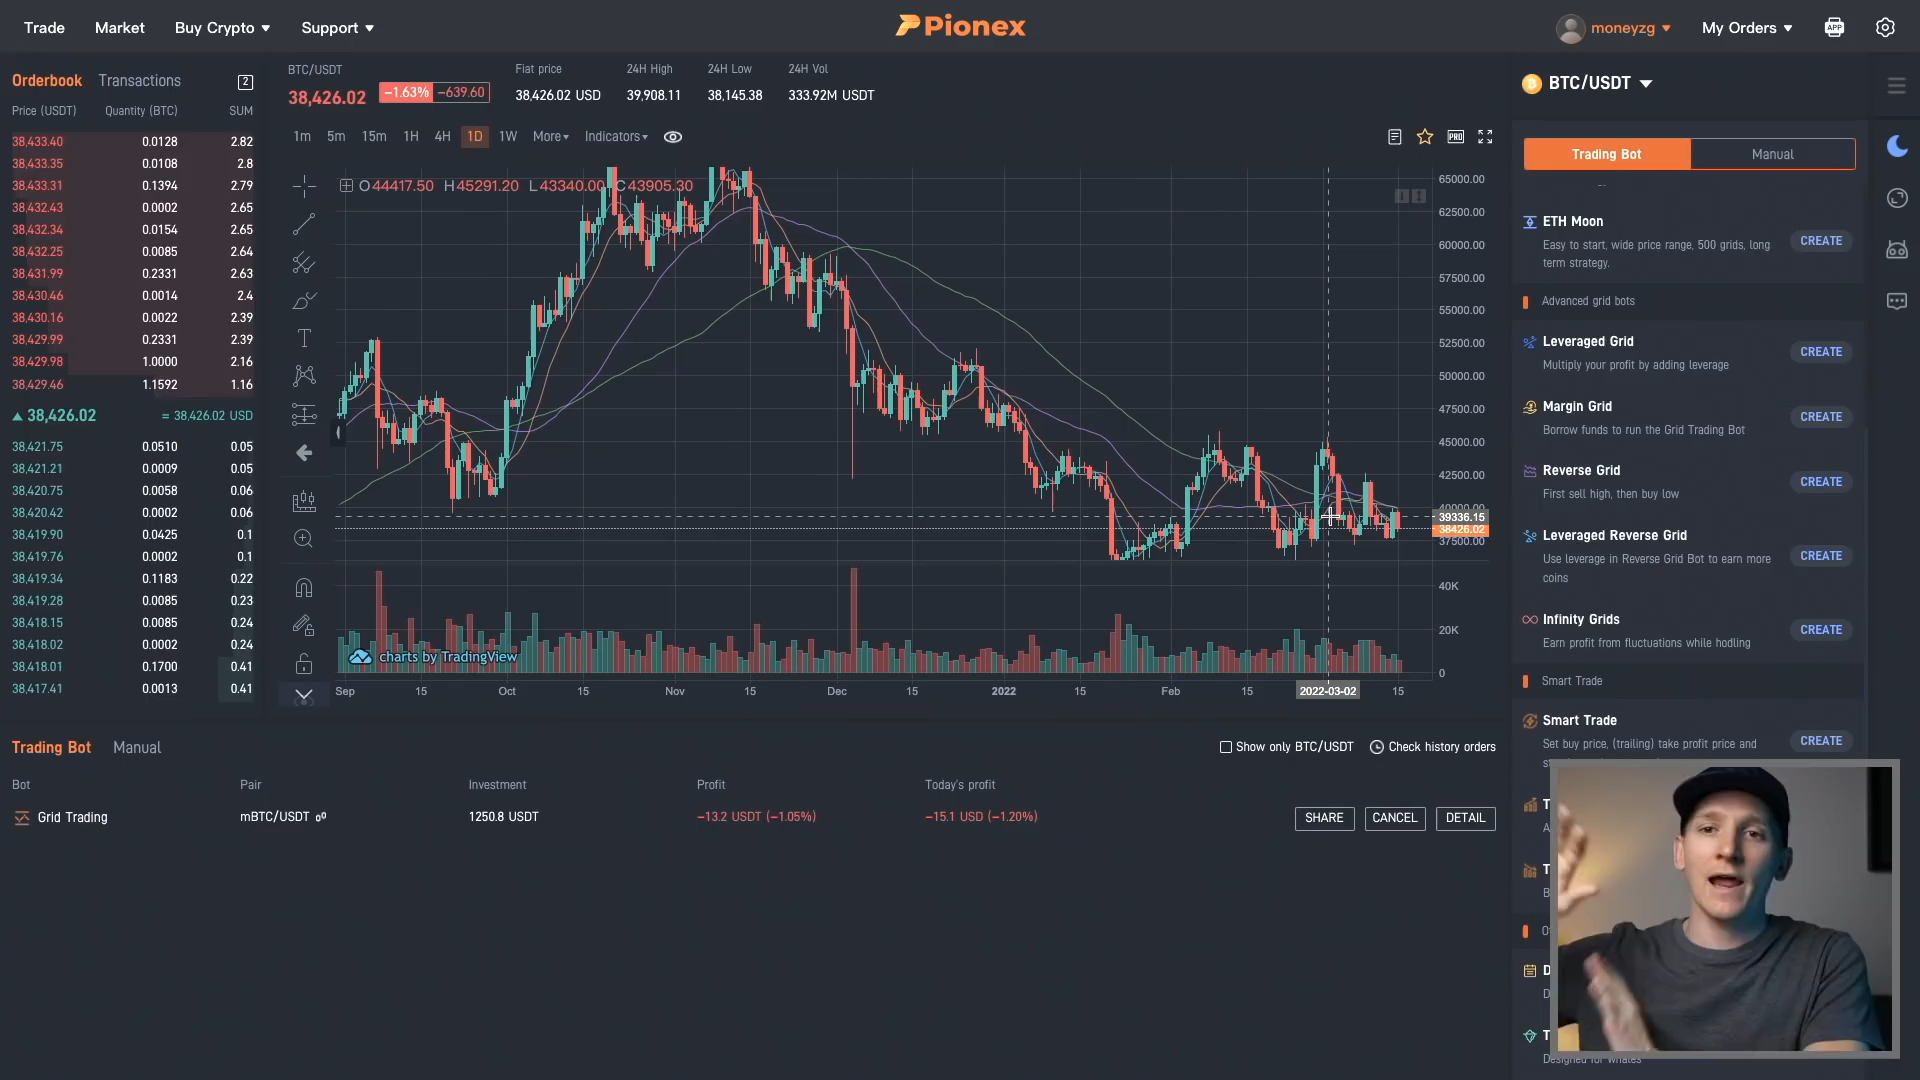 Trade Market Buy Crypto Support
Pionex
moneyzg My Orders APP
Orderbook Transactions 2
Price (USDT) Quantity (BTC) SUM
38,433.40 0.0128 2.82
38,433.35 0.0108 2.8
38,433.31 0.1394 2.79
38,432.43 0.0002 2.65
38,432.34 0.0154 2.65
38,432.25 0.0085 2.64
38,431.99 0.2331 2.63
38,430.46 0.0014 2.4
38,430.16 0.0022 2.39
38,429.99 0.2331 2.39
38,429.98 1.0000 2.16
38,429.46 1.1592 1.16
38,426.02 = 38,426.02 USD
38,421.75 0.0510 0.05
38,421.21 0.0009 0.05
38,420.75 0.0058 0.06
38,420.42 0.0002 0.06
38,419.90 0.0425 0.1
38,419.76 0.0002 0.1
38,419.34 0.1183 0.22
38,419.28 0.0085 0.23
38,418.15 0.0085 0.24
38,418.02 0.0002 0.24
38,418.01 0.1700 0.41
38,417.41 0.0013 0.41
BTC/USDT Fiat price 24H High 24H Low 24H Vol
38,426.02 -1.63% -639.60 38,426.02 USD 39,908.11 38,145.38 333.92M USDT
1m 5m 15m 1H 4H 1D 1W More Indicators PRO
O44417.50 H45291.20 L43340.00 C43905.30
65000.00
62500.00
60000.00
57500.00
55000.00
52500.00
50000.00
47500.00
45000.00
42500.00
40000.00
39336.15
38426.02
37500.00
40K
20K
0
charts by TradingView
Sep 15 Oct 15 Nov 15 Dec 15 2022 15 Feb 15 2022-03-02 15
BTC/USDT
Trading Bot Manual
ETH Moon
Easy to start, wide price range, 500 grids, long
term strategy.
CREATE
Advanced grid bots
Leveraged Grid
Multiply your profit by adding leverage
CREATE
Margin Grid
Borrow funds to run the Grid Trading Bot
CREATE
Reverse Grid
First sell high, then buy low
CREATE
Leveraged Reverse Grid
Use leverage in Reverse Grid Bot to earn more
coins
CREATE
Infinity Grids
Earn profit from fluctuations while hodling
CREATE
Smart Trade
Smart Trade
Set buy price, (trailing) take profit price and
CREATE
Trading Bot Manual Show only BTC/USDT Check history orders
Bot Pair Investment Profit Today's profit
Grid Trading mBTC/USDT 1250.8 USDT -13.2 USDT (-1.05%) -15.1 USD (-1.20%) SHARE CANCEL DETAIL
Designed for whales